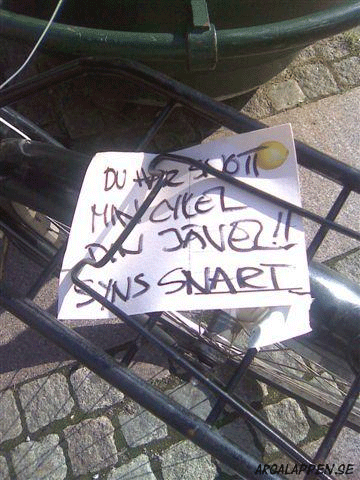 DU HAR SNOTT
MIN CYKEL
DIN JÄVEL!!
SYNS SNART
ARGALAPPEN.SE